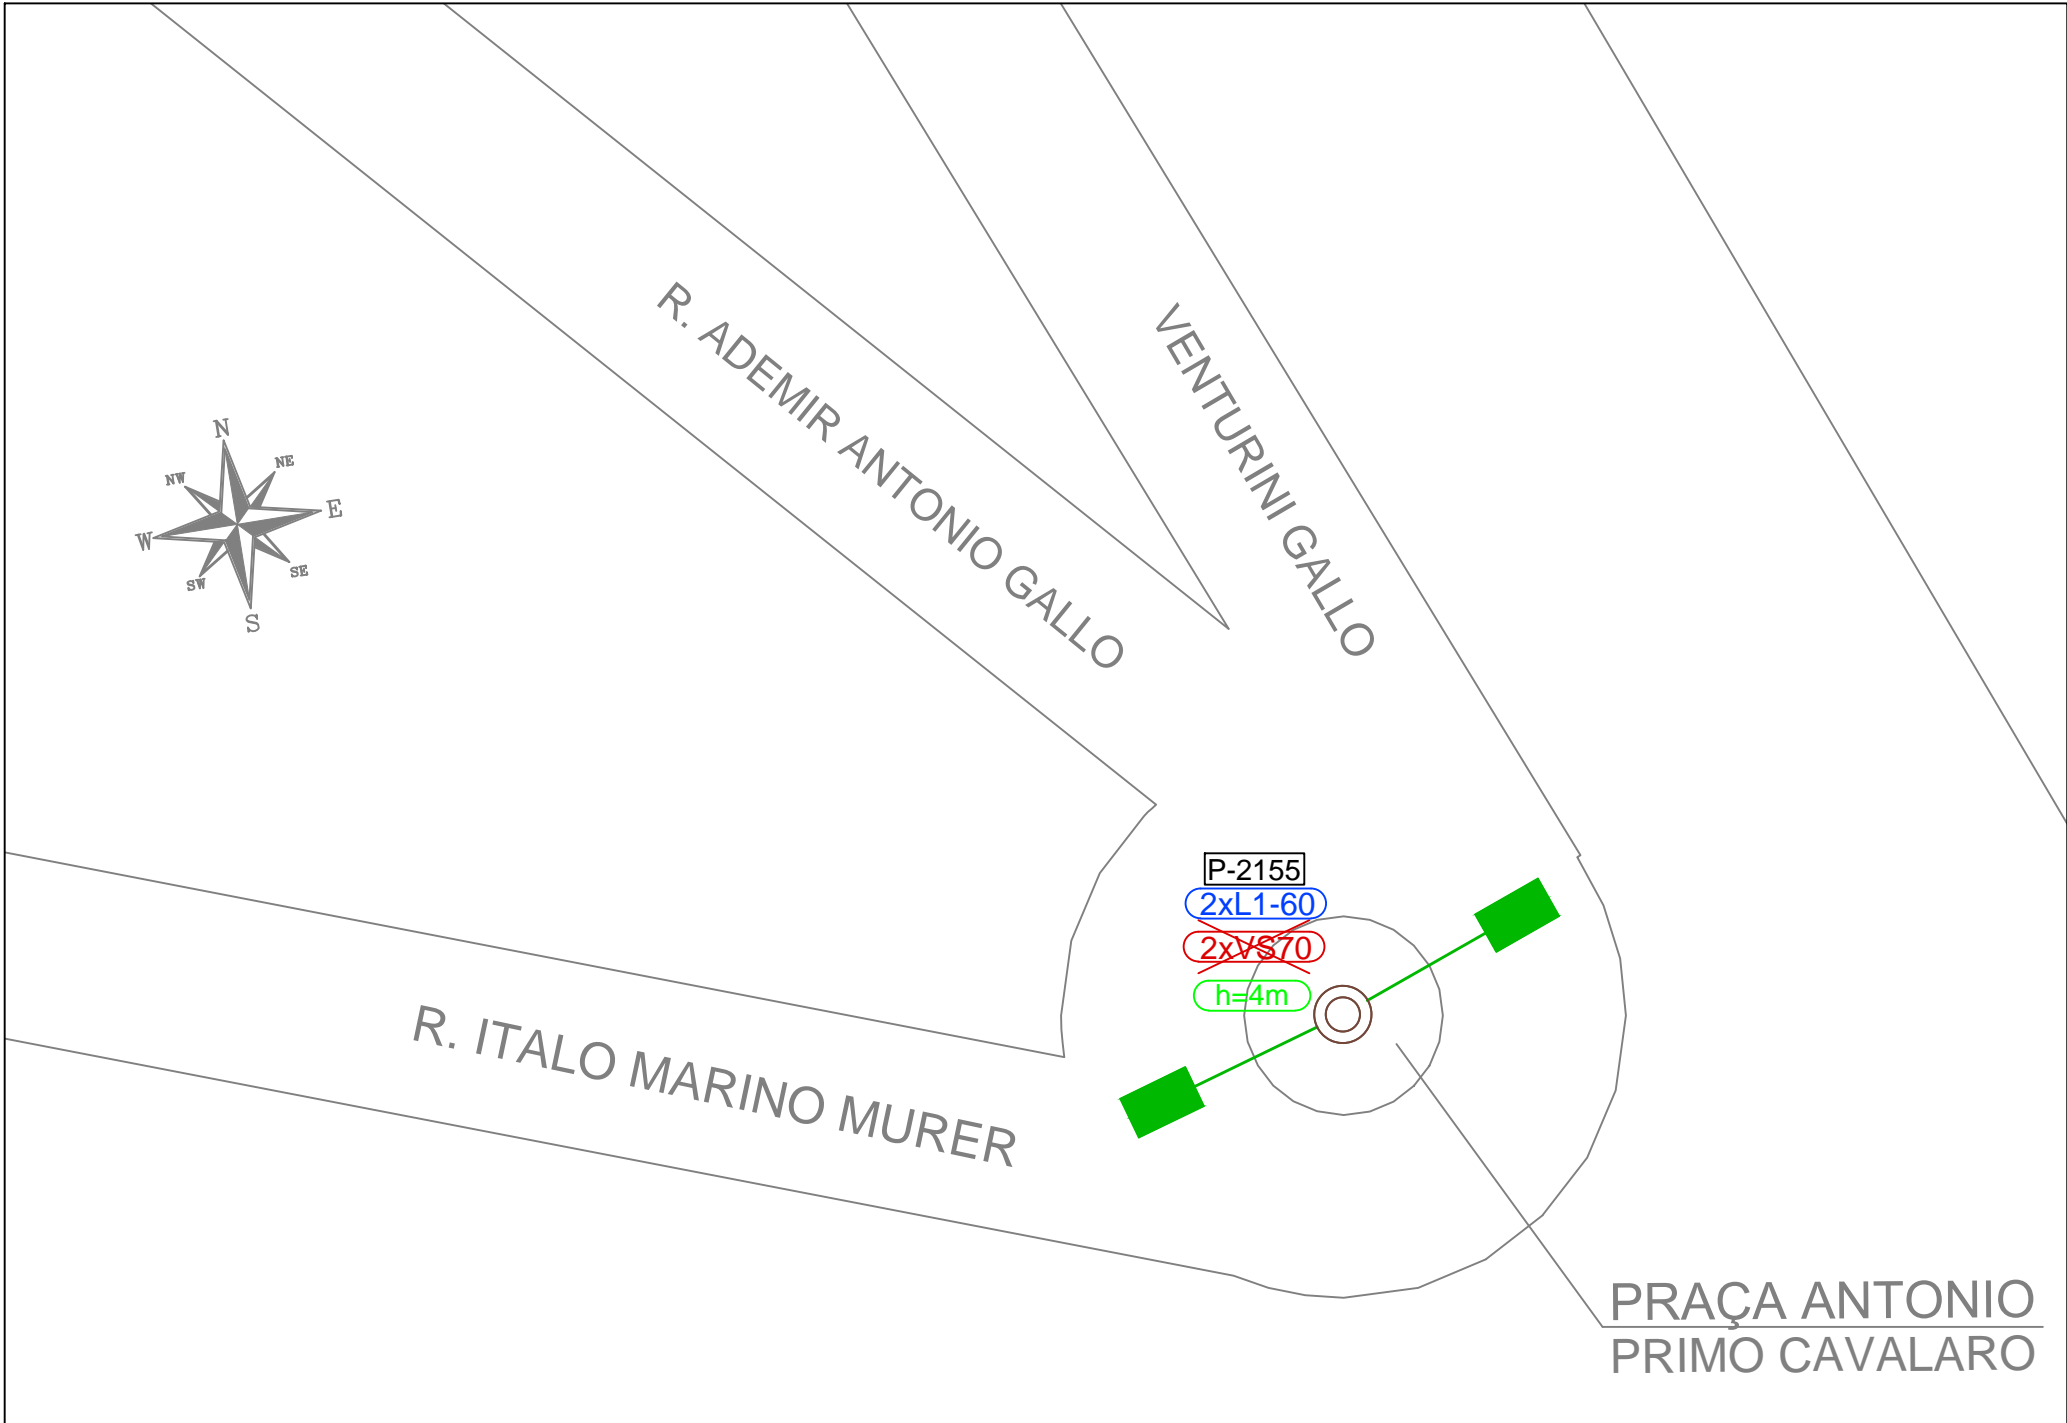 R. ADEMIR ANTONIO GALLO
VENTURINI GALLO
N
NW
NE
W
E
SW
SE
S
P-2155
2xL1-60
2xVS70
h=4m
R. ITALO MARINO MURER
PRAÇA ANTONIO
PRIMO CAVALARO